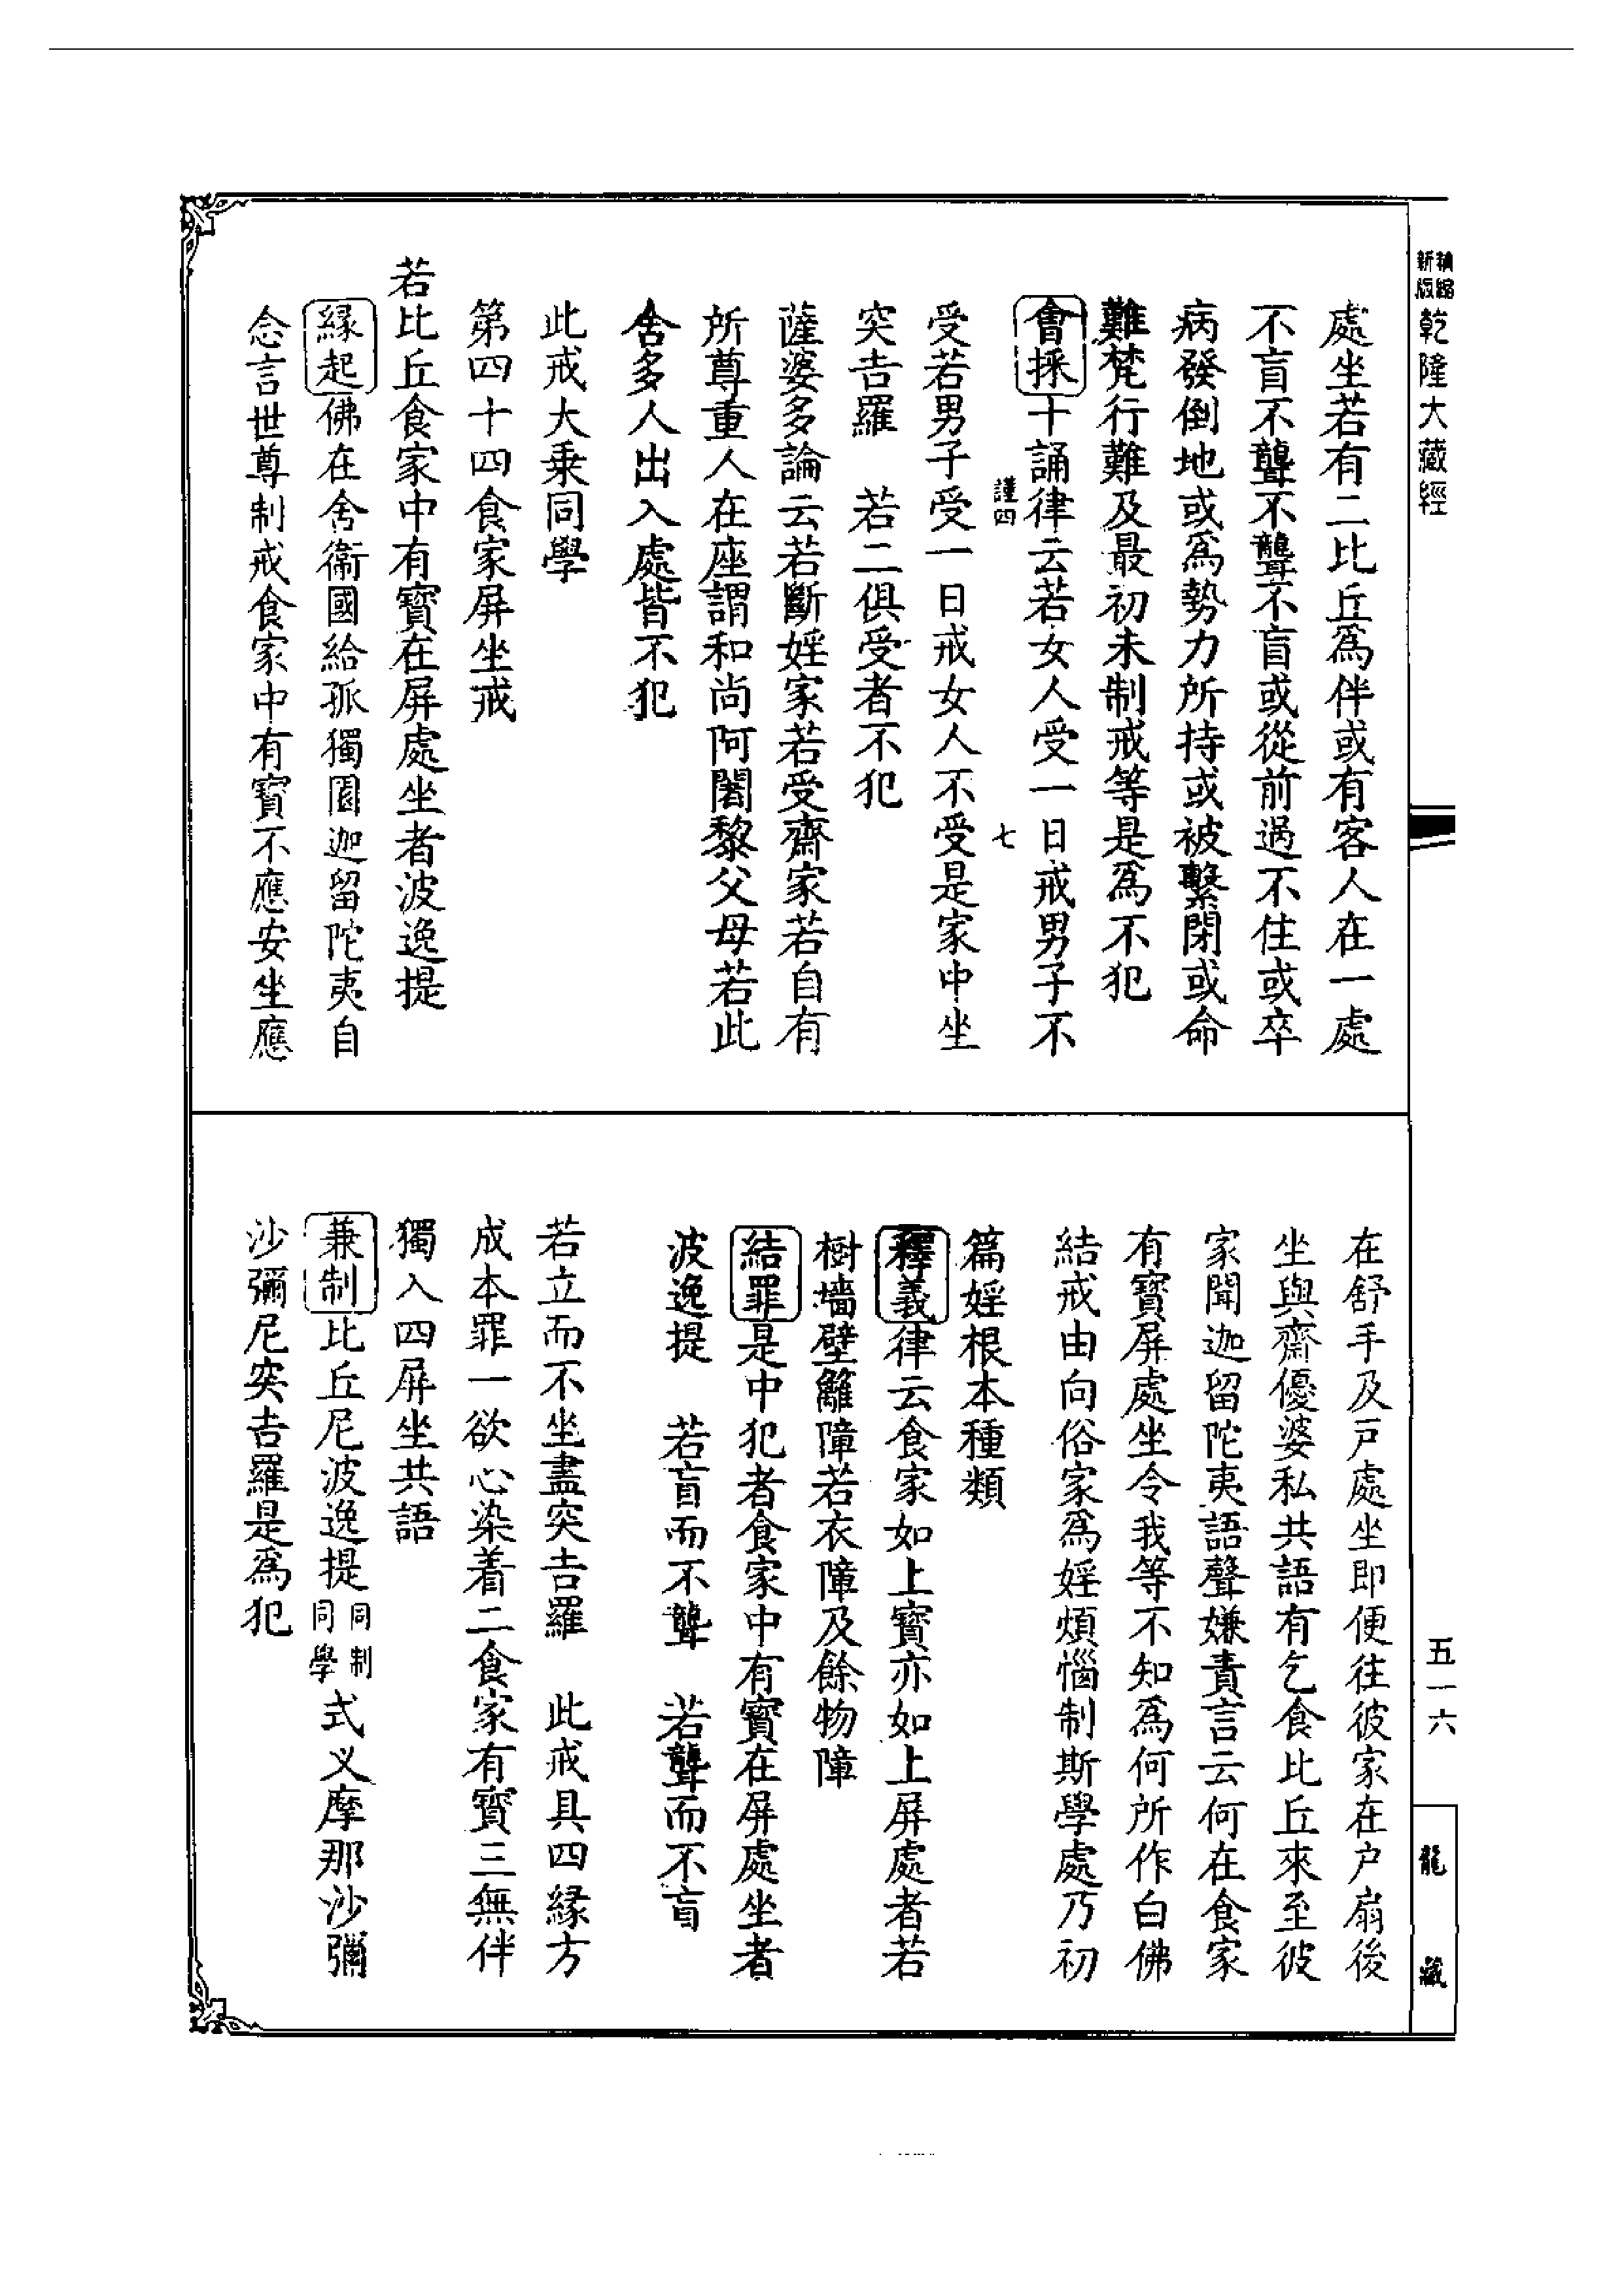 新版精縮乾隆大藏經
處坐若有二比丘爲伴或有客人在一處
不盲不聾不聾不盲或從前過不住或卒
病發倒地或爲勢力所持或被繫閉或命
難梵行難及最初未制戒等是爲不犯
會採十誦律云若女人受一日戒男子不
謹四 七
受若男子受一日戒女人不受是家中坐
突吉羅 若二俱受者不犯
薩婆多論云若斷婬家若受齋家若自有
所尊重人在座謂和尚阿闍黎父母若此
舍多人出入處皆不犯
此戒大乘同學
第四十四食家屏坐戒
若比丘食家中有寶在屏處坐者波逸提
緣起佛在舍衞國給孤獨園迦留陀夷自
念言世尊制戒食家中有寶不應安坐應
五一六
龍藏
在舒手及戸處坐即便往彼家在户扇後
坐與齋優婆私共語有乞食比丘來至彼
家聞迦留陀夷語聲嫌責言云何在食家
有寶屏處坐令我等不知爲何所作白佛
結戒由向俗家爲婬煩惱制斯學處乃初
篇婬根本種類
釋義律云食家如上寶亦如上屏處者若
樹墻壁籬障若衣障及餘物障
結罪是中犯者食家中有寶在屏處坐者
波逸提 若盲而不聾 若聾而不盲
若立而不坐盡突吉羅 此戒具四緣方
成本罪一欲心染着二食家有寶三無伴
獨入四屏坐共語
兼制比丘尼波逸提同制同學式义摩那沙彌
沙彌尼突吉羅是爲犯